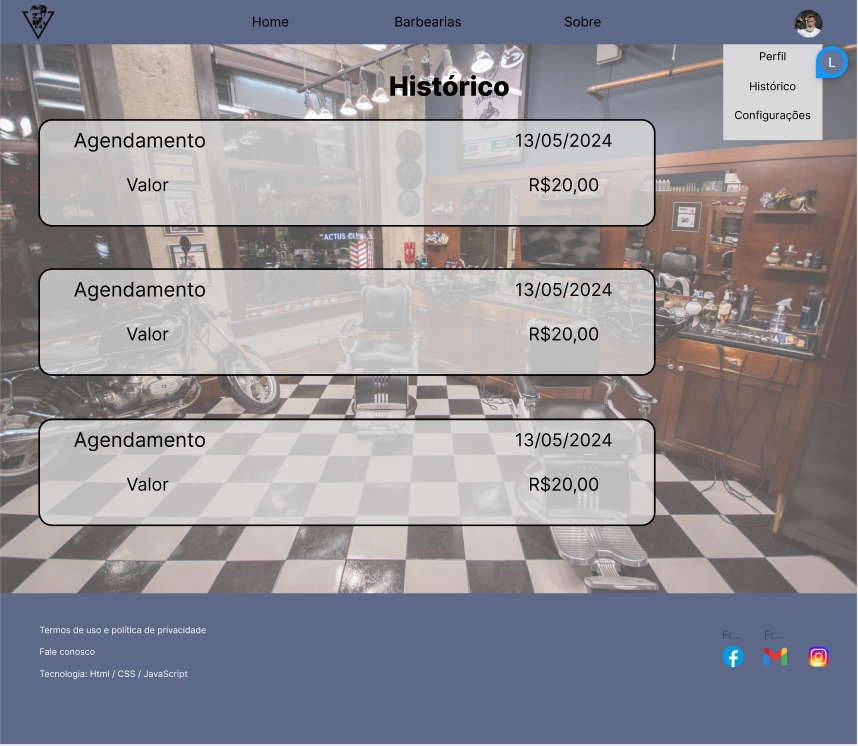 Home Barbearias Sobre
Perfil
L
Histórico
Histórico
Configurações
Agendamento 13/05/2024
Valor R$20,00
CACTUS CLU
Agendamento 13/05/2024
Valor R$20,00
Agendamento 13/05/2024
Valor R$20,00
Termos de uso e política de privacidade
Fale conosco
Tecnologia: Html / CSS / JavaScript
Fr... Fr...